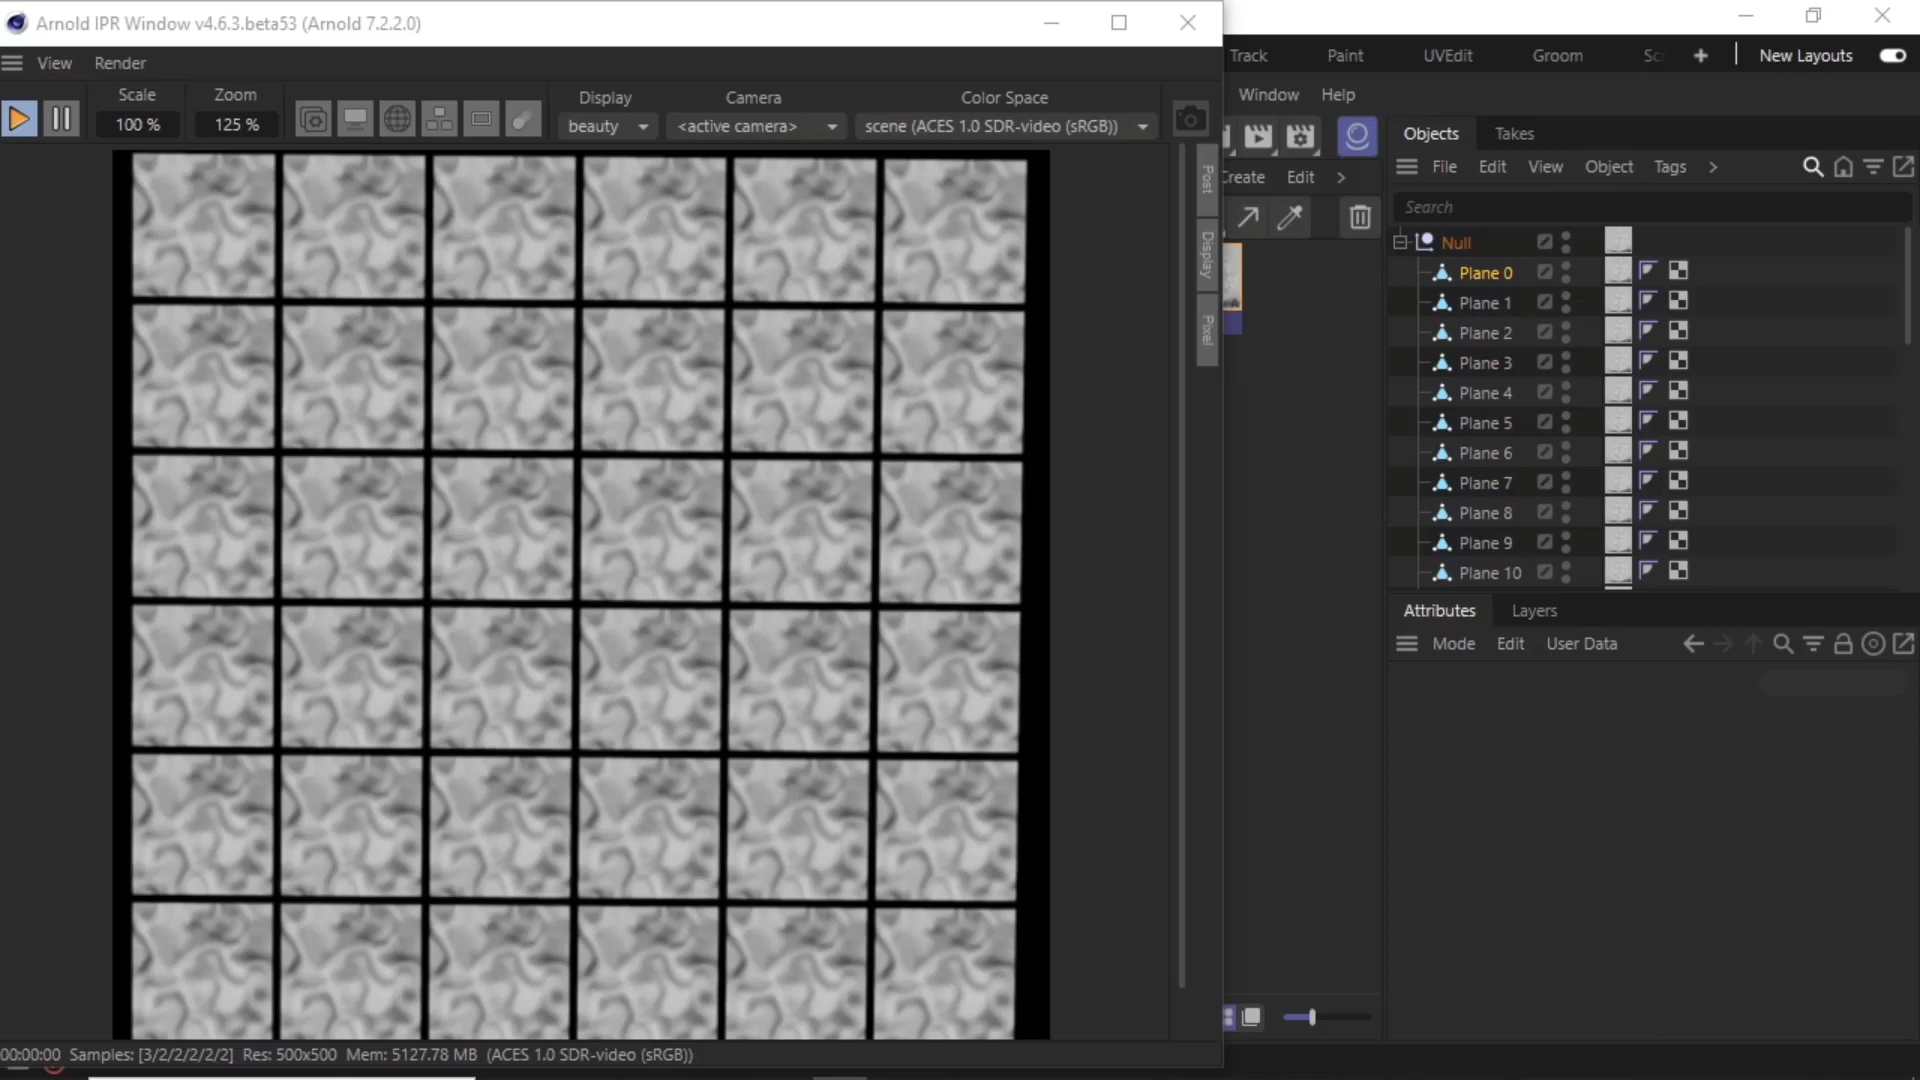 Arnold IPR Window v4.6.3.beta53 (Arnold 7.2.2.0)
View Render
Scale Zoom Display Camera Color Space
100 % 125 % beauty <active camera> scene (ACES 1.0 SDR-video (sRGB))
Post
Display
Pixel
00:00:00 Samples: [3/2/2/2/2/2] Res: 500x500 Mem: 5127.78 MB (ACES 1.0 SDR-video (sRGB))
Track Paint UVEdit Groom New Layouts
Window Help
Create Edit
Objects Takes
File Edit View Object Tags
Search
Null
Plane 0
Plane 1
Plane 2
Plane 3
Plane 4
Plane 5
Plane 6
Plane 7
Plane 8
Plane 9
Plane 10
Attributes Layers
Mode Edit User Data